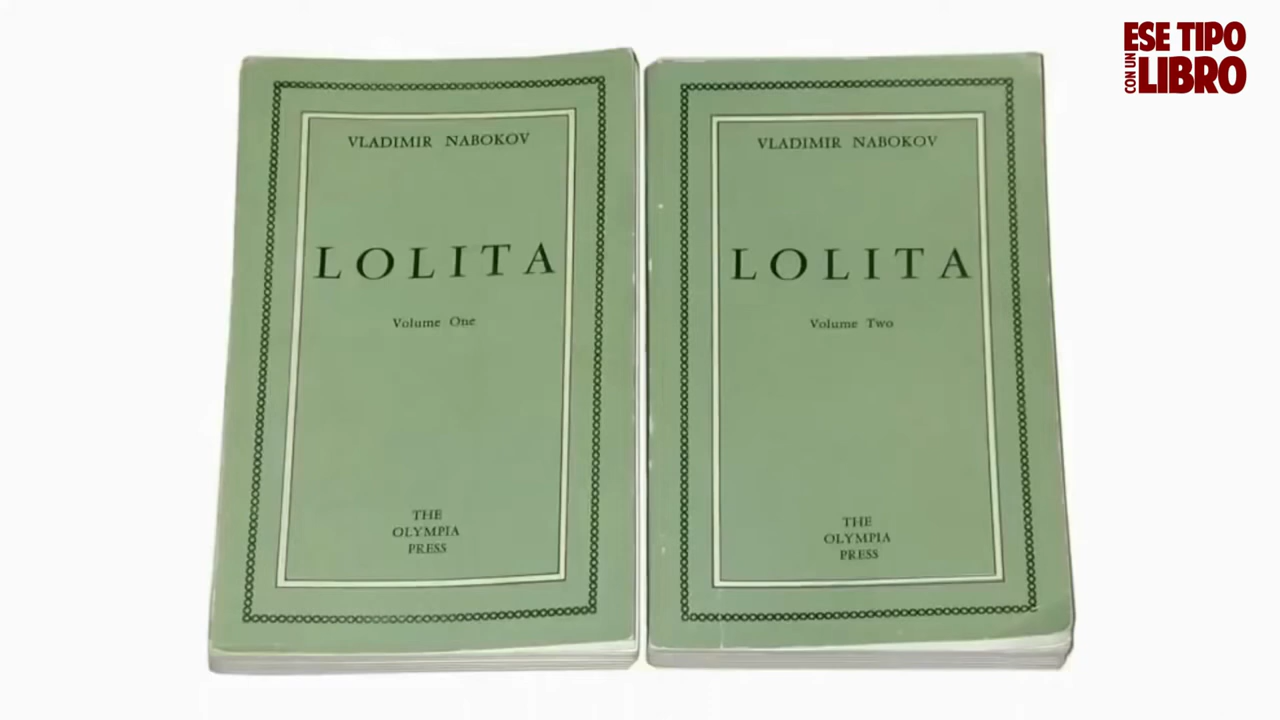 VLADIMIR NABOKOV
LOLITA
Volume One
THE
OLYMPIA
PRESS
VLADIMIR NABOKOV
LOLITA
Volume Two
THE
OLYMPIA
PRESS
ESE TIPO
CON UN
LIBRO